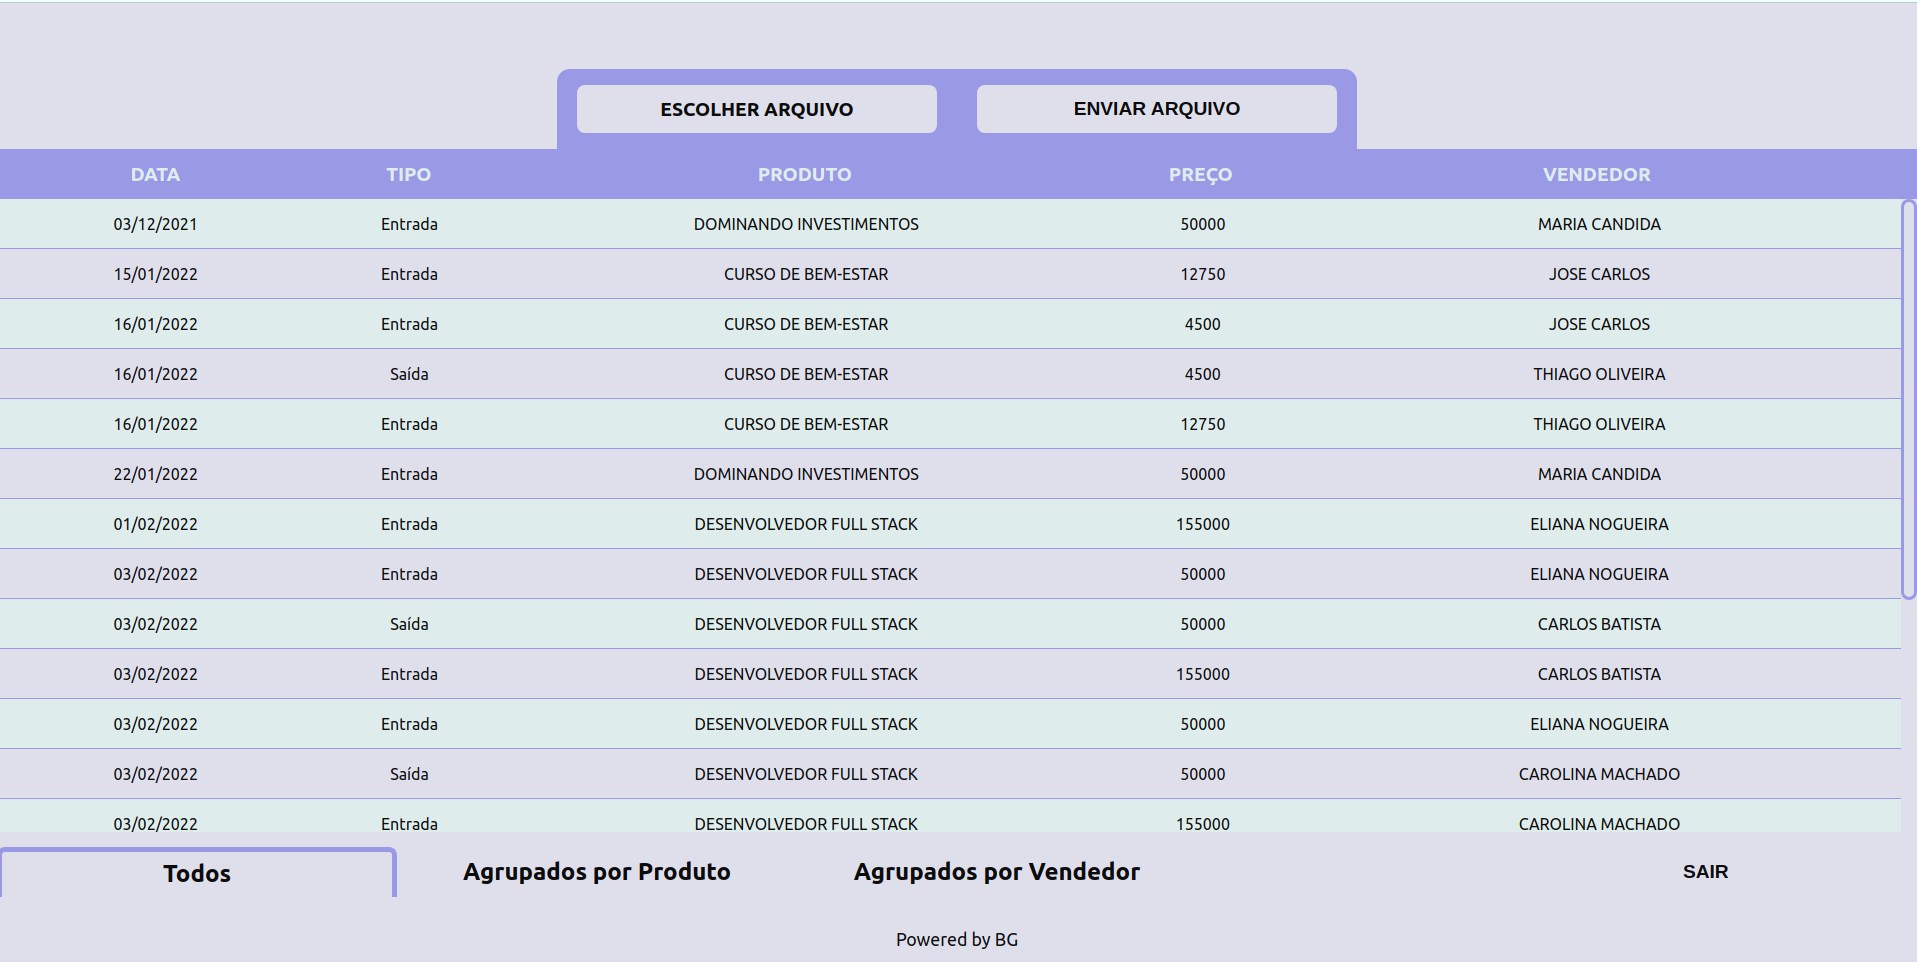 ESCOLHER ARQUIVO ENVIAR ARQUIVO
DATA TIPO PRODUTO PREÇO VENDEDOR
03/12/2021 Entrada DOMINANDO INVESTIMENTOS 50000 MARIA CANDIDA
15/01/2022 Entrada CURSO DE BEM-ESTAR 12750 JOSE CARLOS
16/01/2022 Entrada CURSO DE BEM-ESTAR 4500 JOSE CARLOS
16/01/2022 Saída CURSO DE BEM-ESTAR 4500 THIAGO OLIVEIRA
16/01/2022 Entrada CURSO DE BEM-ESTAR 12750 THIAGO OLIVEIRA
22/01/2022 Entrada DOMINANDO INVESTIMENTOS 50000 MARIA CANDIDA
01/02/2022 Entrada DESENVOLVEDOR FULL STACK 155000 ELIANA NOGUEIRA
03/02/2022 Entrada DESENVOLVEDOR FULL STACK 50000 ELIANA NOGUEIRA
03/02/2022 Saída DESENVOLVEDOR FULL STACK 50000 CARLOS BATISTA
03/02/2022 Entrada DESENVOLVEDOR FULL STACK 155000 CARLOS BATISTA
03/02/2022 Entrada DESENVOLVEDOR FULL STACK 50000 ELIANA NOGUEIRA
03/02/2022 Saída DESENVOLVEDOR FULL STACK 50000 CAROLINA MACHADO
03/02/2022 Entrada DESENVOLVEDOR FULL STACK 155000 CAROLINA MACHADO
Todos Agrupados por Produto Agrupados por Vendedor SAIR
Powered by BG